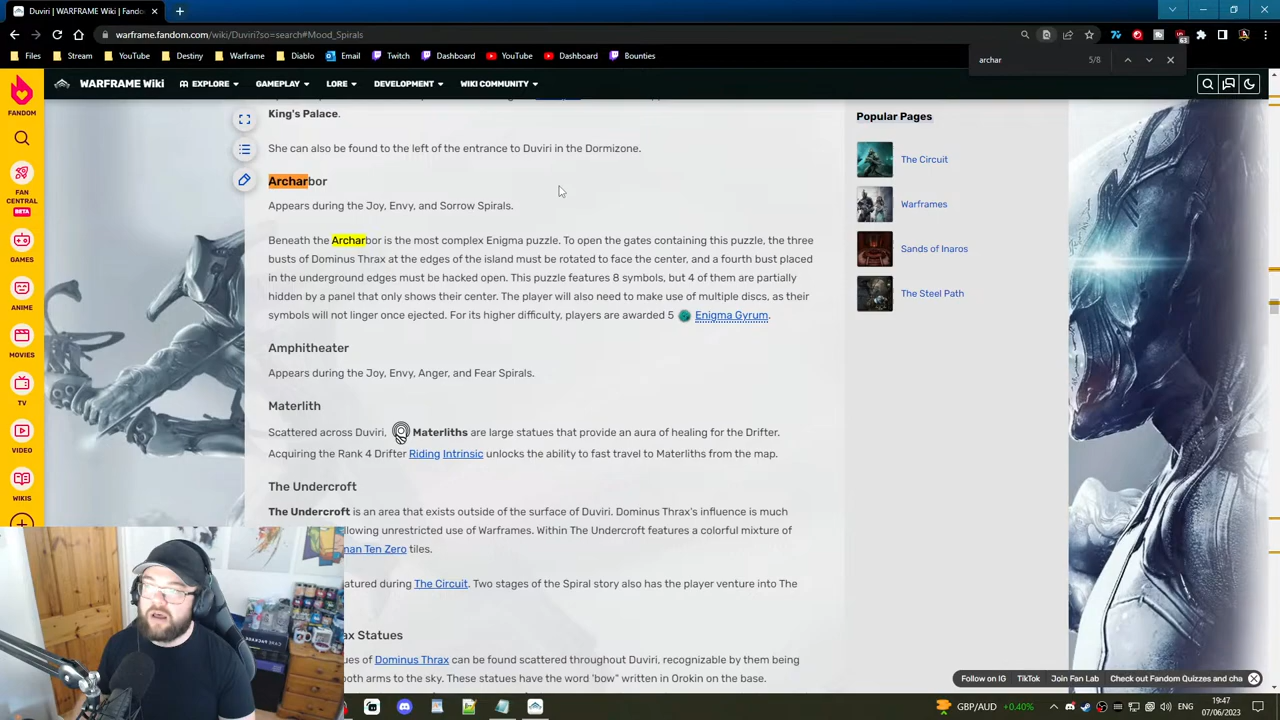 Duviri | WARFRAME Wiki | Fandom
warframe.fandom.com/wiki/Duviri?so=search#Mood_Spirals
Files Stream YouTube Destiny Warframe Diablo Email Twitch Dashboard YouTube Dashboard Bounties
archar 5/8
FANDOM
FAN CENTRAL
BETA
GAMES
ANIME
MOVIES
TV
VIDEO
WIKIS
WARFRAME WIKI EXPLORE GAMEPLAY LORE DEVELOPMENT WIKI COMMUNITY
King's Palace.
She can also be found to the left of the entrance to Duviri in the Dormizone.
Archarbor
Appears during the Joy, Envy, and Sorrow Spirals.
Beneath the Archarbor is the most complex Enigma puzzle. To open the gates containing this puzzle, the three
busts of Dominus Thrax at the edges of the island must be rotated to face the center, and a fourth bust placed
in the underground edges must be hacked open. This puzzle features 8 symbols, but 4 of them are partially
hidden by a panel that only shows their center. The player will also need to make use of multiple discs, as their
symbols will not linger once ejected. For its higher difficulty, players are awarded 5 Enigma Gyrum.
Amphitheater
Appears during the Joy, Envy, Anger, and Fear Spirals.
Materlith
Scattered across Duviri, Materliths are large statues that provide an aura of healing for the Drifter.
Acquiring the Rank 4 Drifter Riding Intrinsic unlocks the ability to fast travel to Materliths from the map.
The Undercroft
The Undercroft is an area that exists outside of the surface of Duviri. Dominus Thrax's influence is much
llowing unrestricted use of Warframes. Within The Undercroft features a colorful mixture of
man Ten Zero tiles.
atured during The Circuit. Two stages of the Spiral story also has the player venture into The
ax Statues
ues of Dominus Thrax can be found scattered throughout Duviri, recognizable by them being
both arms to the sky. These statues have the word 'bow" written in Orokin on the base.
Popular Pages
The Circuit
Warframes
Sands of Inaros
The Steel Path
Follow on IG TikTok Join Fan Lab Check out Fandom Quizzes and cha
GBP/AUD +0.40%
19:47
07/06/2023